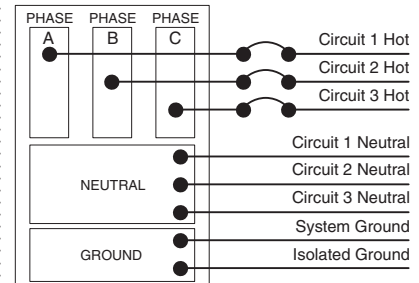 PHASE PHASE PHASE
A B C
Circuit 1 Hot
Circuit 2 Hot
Circuit 3 Hot
Circuit 1 Neutral
NEUTRAL
Circuit 2 Neutral
Circuit 3 Neutral
System Ground
GROUND
Isolated Ground